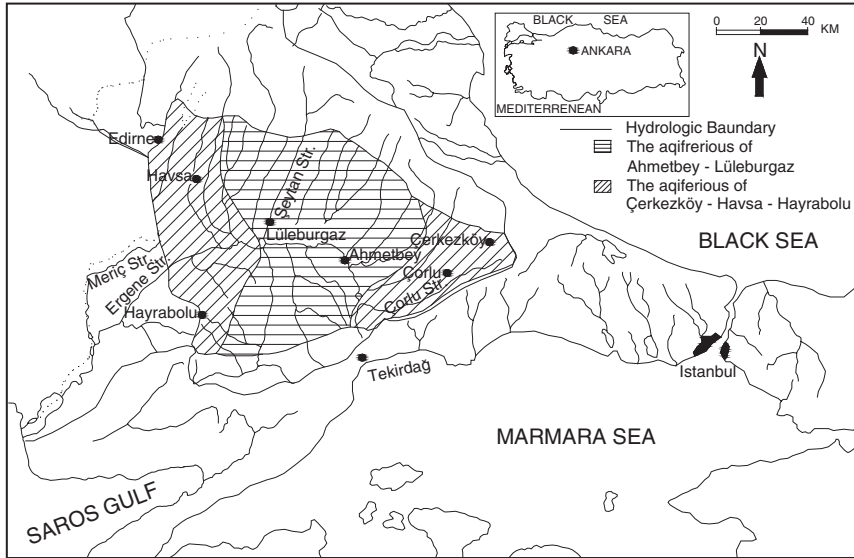 BLACK SEA
ANKARA
MEDITERRENEAN
0 20 40
KM
N
Hydrologic Baundary
The aqifrerious of
Ahmetbey - Lüleburgaz
The aqiferious of
Çerkezköy - Havsa - Hayrabolu
Edirne
Havsa
Şeytan Str.
Lüleburgaz
Ahmetbey
Çerkezköy
Çorlu
Çorlu Str
Meriç Str.
Ergene Str.
Hayrabolu
Tekirdağ
Istanbul
BLACK SEA
MARMARA SEA
SAROS GULF